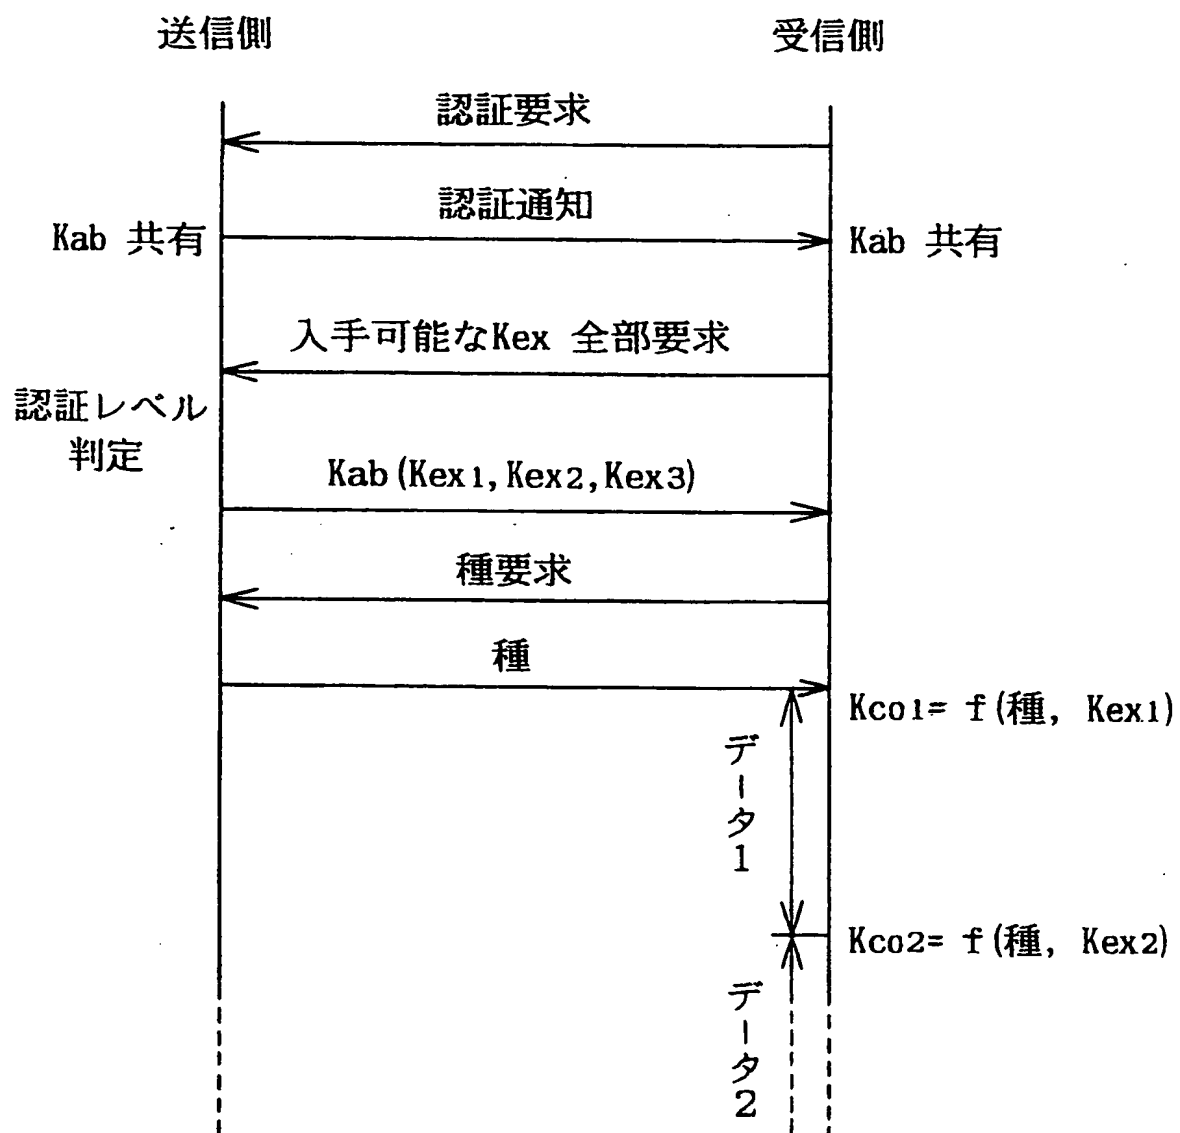 送信側
受信側
認証要求
認証通知
Kab 共有
Kab 共有
入手可能なKex 全部要求
認証レベル
判定
Kab(Kex1,Kex2,Kex3)
種要求
種
Kco1= f(種, Kex1)
データ1
Kco2= f(種, Kex2)
データ2